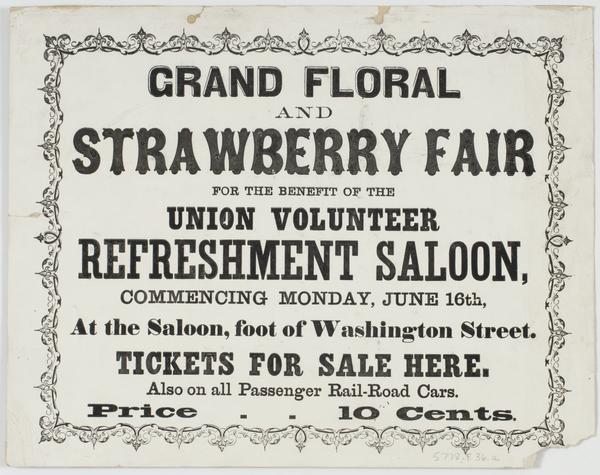 GRAND FLORAL
AND
STRAWBERRY FAIR
FOR THE BENEFIT OF THE
UNION VOLUNTEER
REFRESHMENT SALOON,
COMMENCING MONDAY, JUNE 16th,
At the Saloon, foot of Washington Street.
TICKETS FOR SALE HERE.
Also on all Passenger Rail-Road Cars.
Price - - 10 Cents.